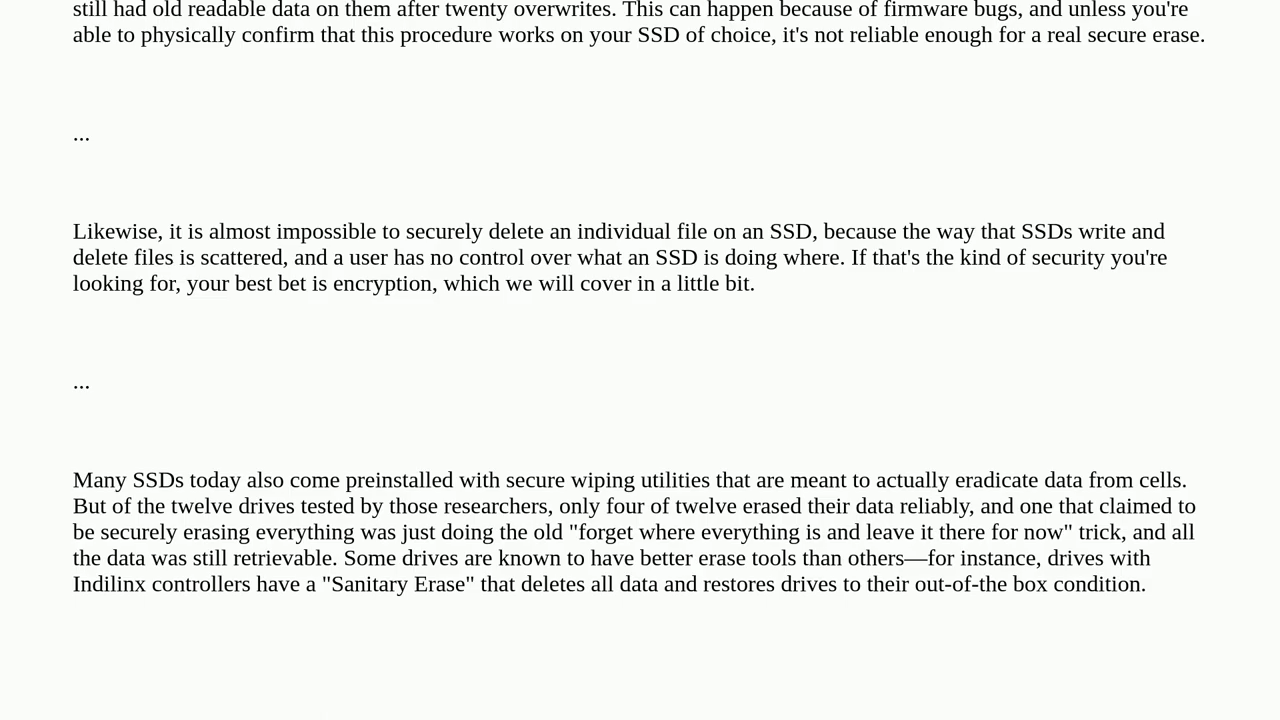 still had old readable data on them after twenty overwrites. This can happen because of firmware bugs, and unless you're
able to physically confirm that this procedure works on your SSD of choice, it's not reliable enough for a real secure erase.
...
Likewise, it is almost impossible to securely delete an individual file on an SSD, because the way that SSDs write and
delete files is scattered, and a user has no control over what an SSD is doing where. If that's the kind of security you're
looking for, your best bet is encryption, which we will cover in a little bit.
...
Many SSDs today also come preinstalled with secure wiping utilities that are meant to actually eradicate data from cells.
But of the twelve drives tested by those researchers, only four of twelve erased their data reliably, and one that claimed to
be securely erasing everything was just doing the old "forget where everything is and leave it there for now" trick, and all
the data was still retrievable. Some drives are known to have better erase tools than others—for instance, drives with
Indilinx controllers have a "Sanitary Erase" that deletes all data and restores drives to their out-of-the box condition.